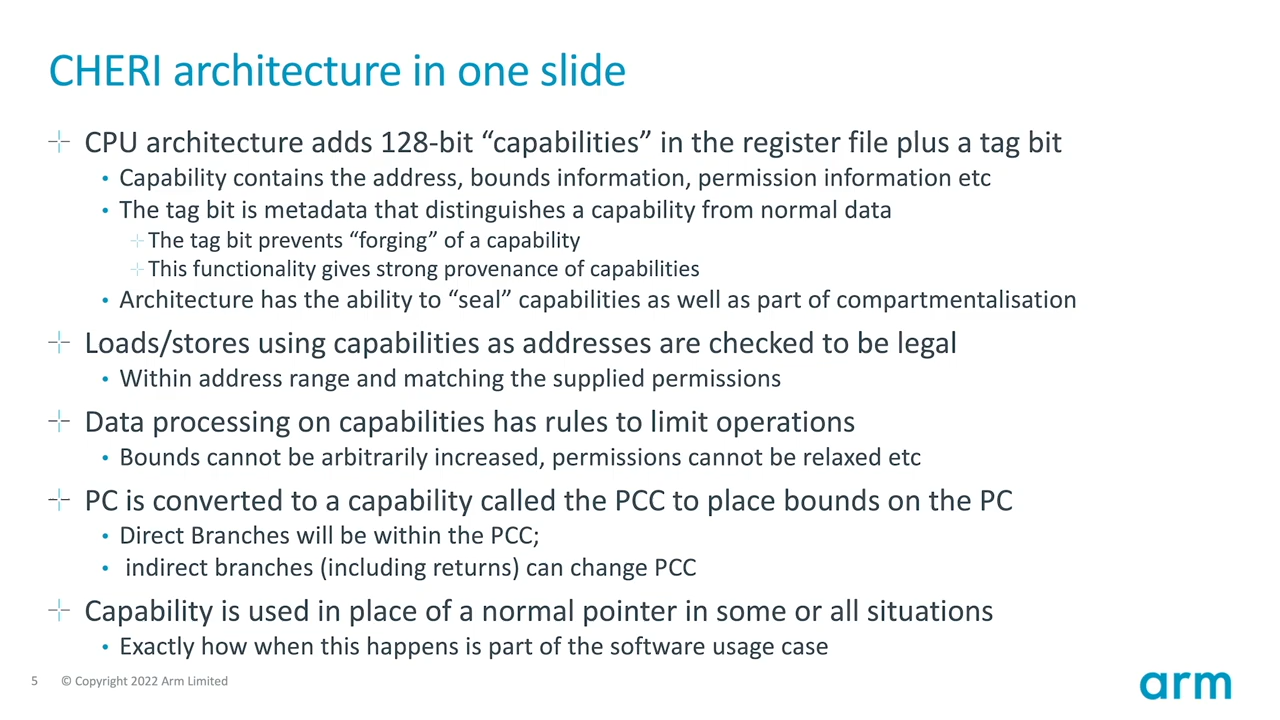 CHERI architecture in one slide
CPU architecture adds 128-bit “capabilities” in the register file plus a tag bit
• Capability contains the address, bounds information, permission information etc
• The tag bit is metadata that distinguishes a capability from normal data
The tag bit prevents “forging” of a capability
This functionality gives strong provenance of capabilities
• Architecture has the ability to “seal” capabilities as well as part of compartmentalisation
Loads/stores using capabilities as addresses are checked to be legal
• Within address range and matching the supplied permissions
Data processing on capabilities has rules to limit operations
• Bounds cannot be arbitrarily increased, permissions cannot be relaxed etc
PC is converted to a capability called the PCC to place bounds on the PC
• Direct Branches will be within the PCC;
• indirect branches (including returns) can change PCC
Capability is used in place of a normal pointer in some or all situations
• Exactly how when this happens is part of the software usage case
5 © Copyright 2022 Arm Limited
arm